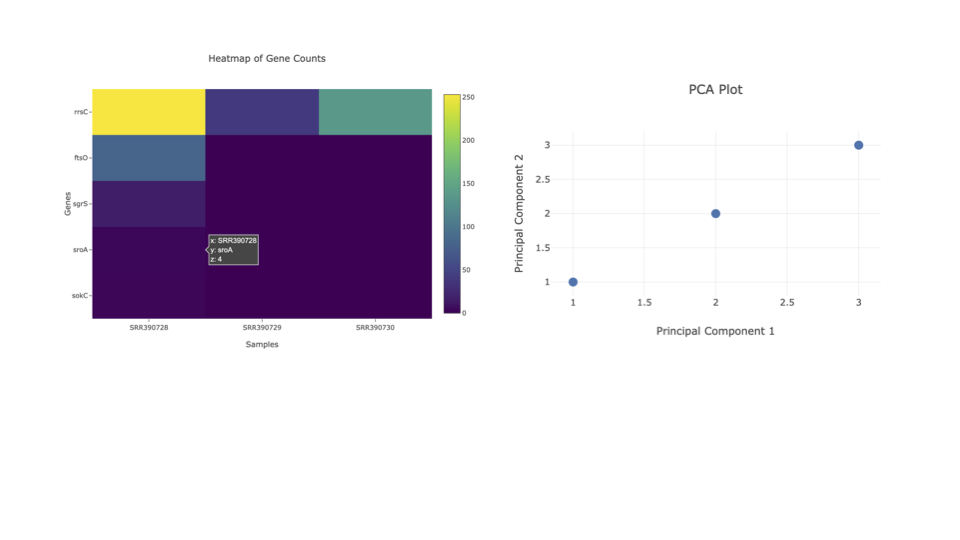 Heatmap of Gene Counts
rrsC
ftsO
sgrS
sroA
sokC
Genes
x: SRR390728
y: sroA
z: 4
SRR390728
SRR390729
SRR390730
Samples
250
200
150
100
50
0
PCA Plot
Principal Component 2
3
2.5
2
1.5
1
1
1.5
2
2.5
3
Principal Component 1